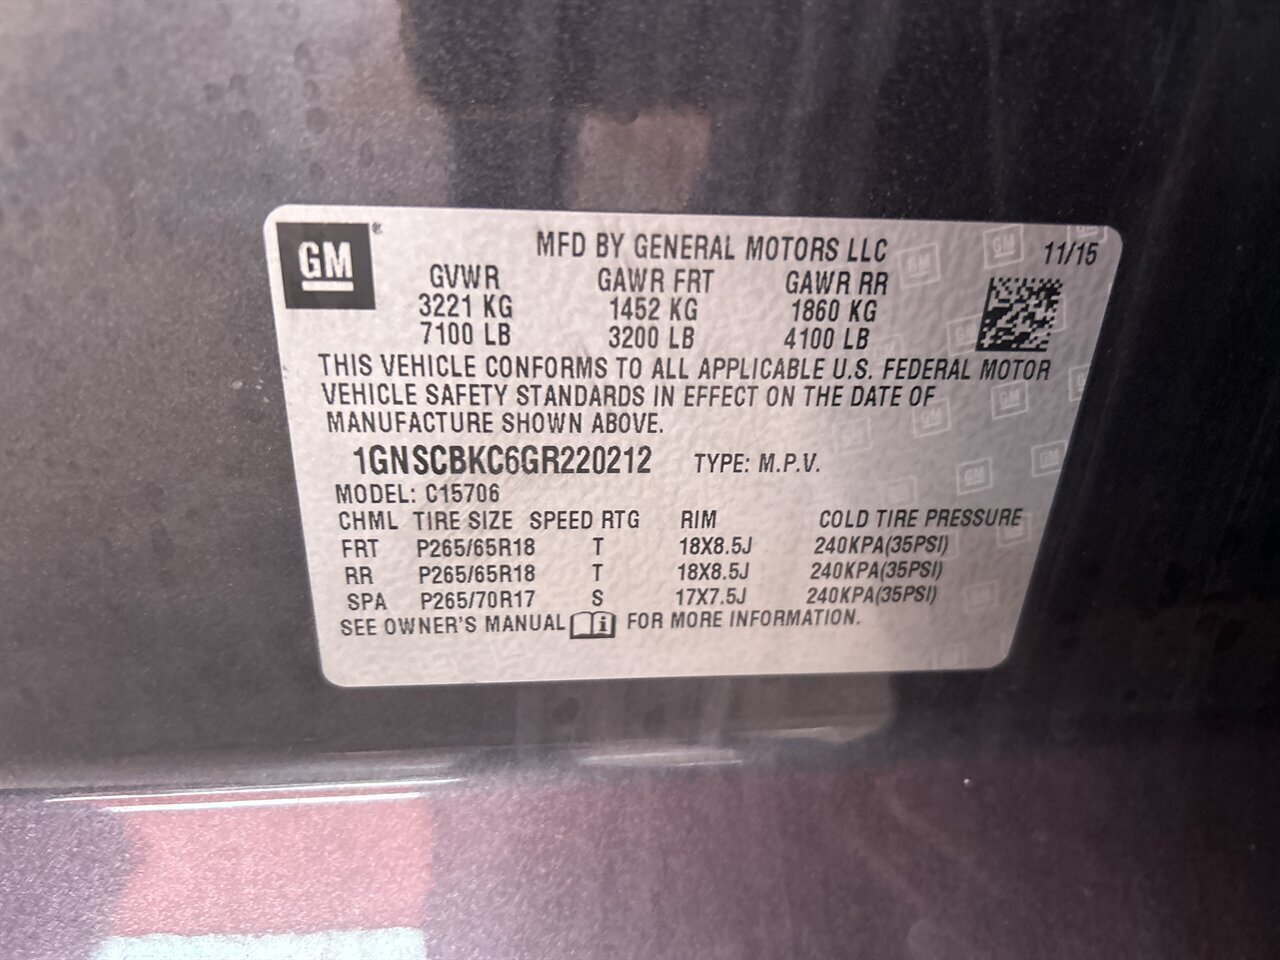 GM ®
MFD BY GENERAL MOTORS LLC 11/15
GVWR GAWR FRT GAWR RR
3221 KG 1452 KG 1860 KG
7100 LB 3200 LB 4100 LB
THIS VEHICLE CONFORMS TO ALL APPLICABLE U.S. FEDERAL MOTOR
VEHICLE SAFETY STANDARDS IN EFFECT ON THE DATE OF
MANUFACTURE SHOWN ABOVE.
1GNSCBKC6GR220212 TYPE: M.P.V.
MODEL: C15706
CHML TIRE SIZE SPEED RTG RIM COLD TIRE PRESSURE
FRT P265/65R18 T 18X8.5J 240KPA(35PSI)
RR P265/65R18 T 18X8.5J 240KPA(35PSI)
SPA P265/70R17 S 17X7.5J 240KPA(35PSI)
SEE OWNER'S MANUAL i FOR MORE INFORMATION.